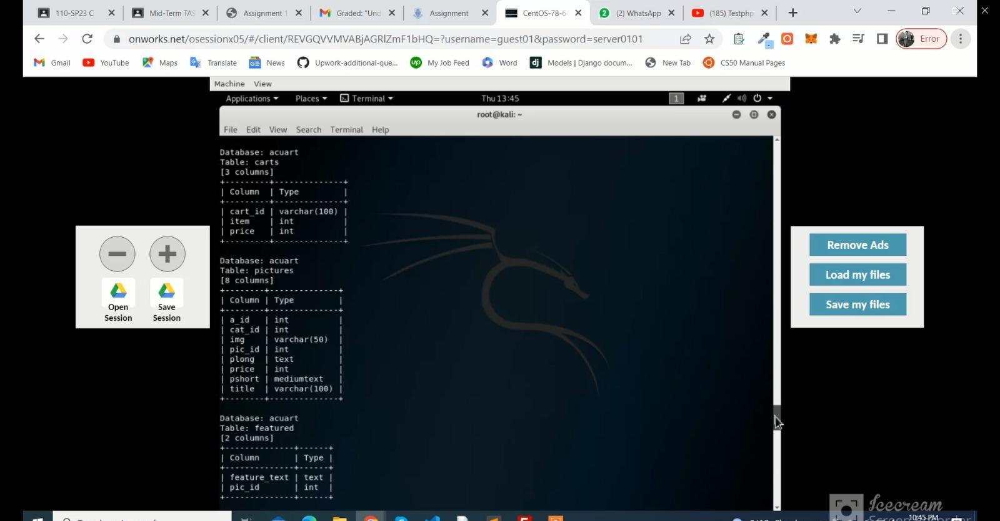 110-SP23 C
Mid-Term TAS
Assignment 1
Graded: "Und
Assignment
CentOS-78-6
2
(2) WhatsApp
(185) Testphp
onworks.net/osessionx05/#/client/REVGQVVMVABjAGRlZmF1bHQ=?username=guest01&password=server0101
Error
Gmail
YouTube
Maps
Translate
News
Upwork-additional-que...
up My Job Feed
Word
dj Models | Django docum...
New Tab
CS50 Manual Pages
Machine View
Applications Places Terminal Thu 13:45 1
root@kali: ~
File Edit View Search Terminal Help
Database: acuart
Table: carts
[3 columns]
+---------+--------------+
| Column | Type |
+---------+--------------+
| cart_id | varchar(100) |
| item | int |
| price | int |
+---------+--------------+
Database: acuart
Table: pictures
[8 columns]
+--------+--------------+
| Column | Type |
+--------+--------------+
| a_id | int |
| cat_id | int |
| img | varchar(50) |
| pic_id | int |
| plong | text |
| price | int |
| pshort | mediumtext |
| title | varchar(100) |
+--------+--------------+
Database: acuart
Table: featured
[2 columns]
+--------------+------+
| Column | Type |
+--------------+------+
| feature_text | text |
| pic_id | int |
+--------------+------+
Open
Session
Save
Session
Remove Ads
Load my files
Save my files
Icecream
Screen Recorder
10:45 PM